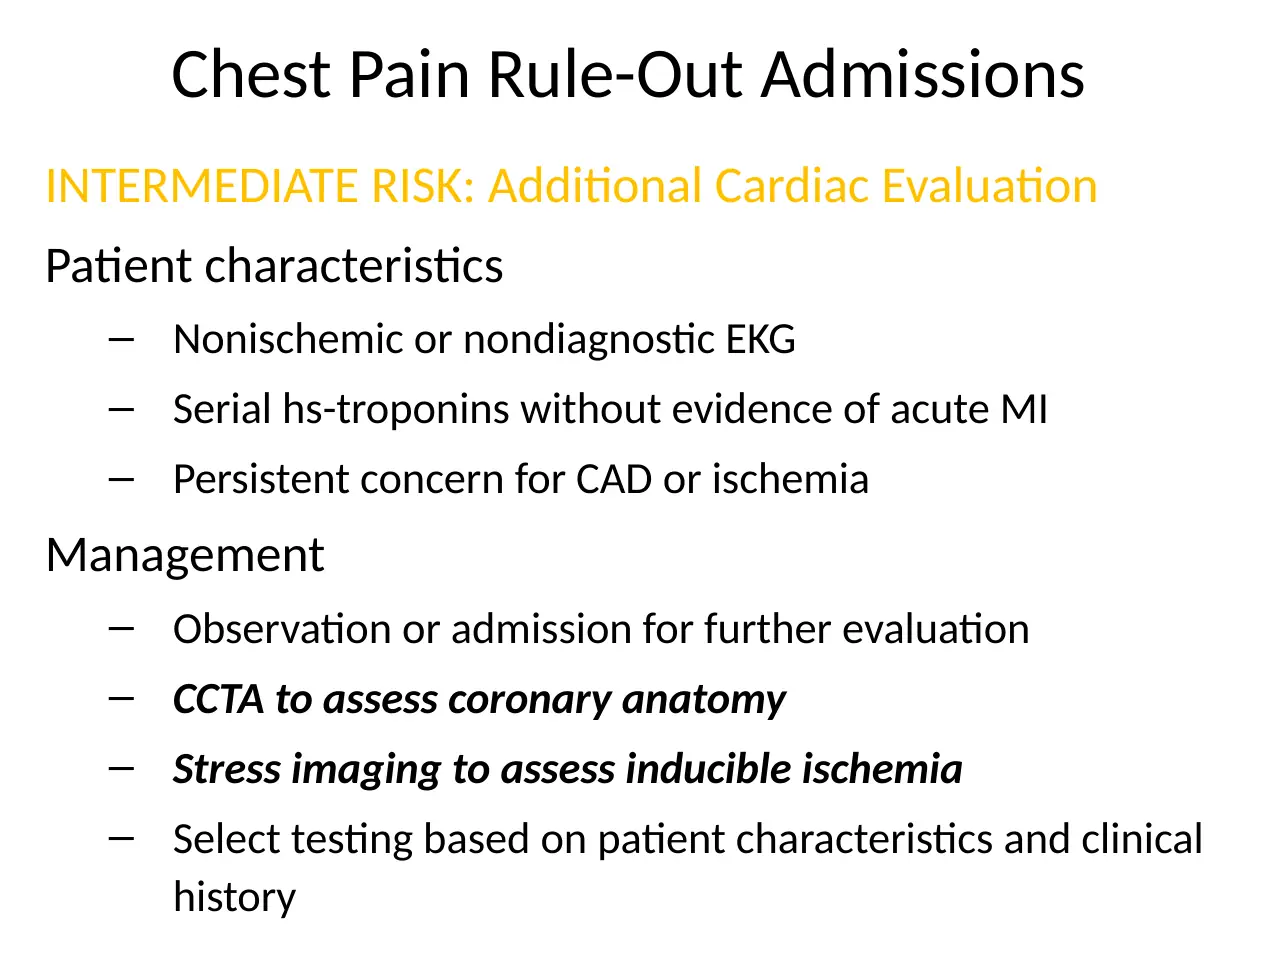 Chest Pain Rule-Out Admissions
INTERMEDIATE RISK: Additional Cardiac Evaluation
Patient characteristics
– Nonischemic or nondiagnostic EKG
– Serial hs-troponins without evidence of acute MI
– Persistent concern for CAD or ischemia
Management
– Observation or admission for further evaluation
– CCTA to assess coronary anatomy
– Stress imaging to assess inducible ischemia
– Select testing based on patient characteristics and clinical
history